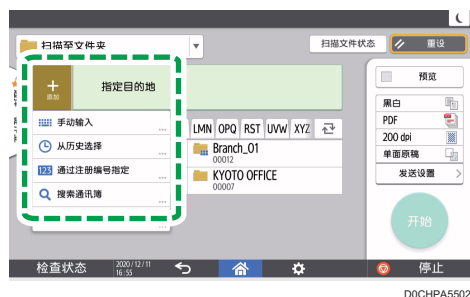 扫描至文件夹
扫描文件状态
重设
添加
指定目的地
手动输入
从历史选择
通过注册编号指定
搜索通讯簿
LMN OPQ RST UVW XYZ
Branch_01
00012
KYOTO OFFICE
00007
预览
黑白
PDF
200 dpi
单面原稿
发送设置
开始
检查状态
2020/12/11
16:55
停止
D0CHPA5502